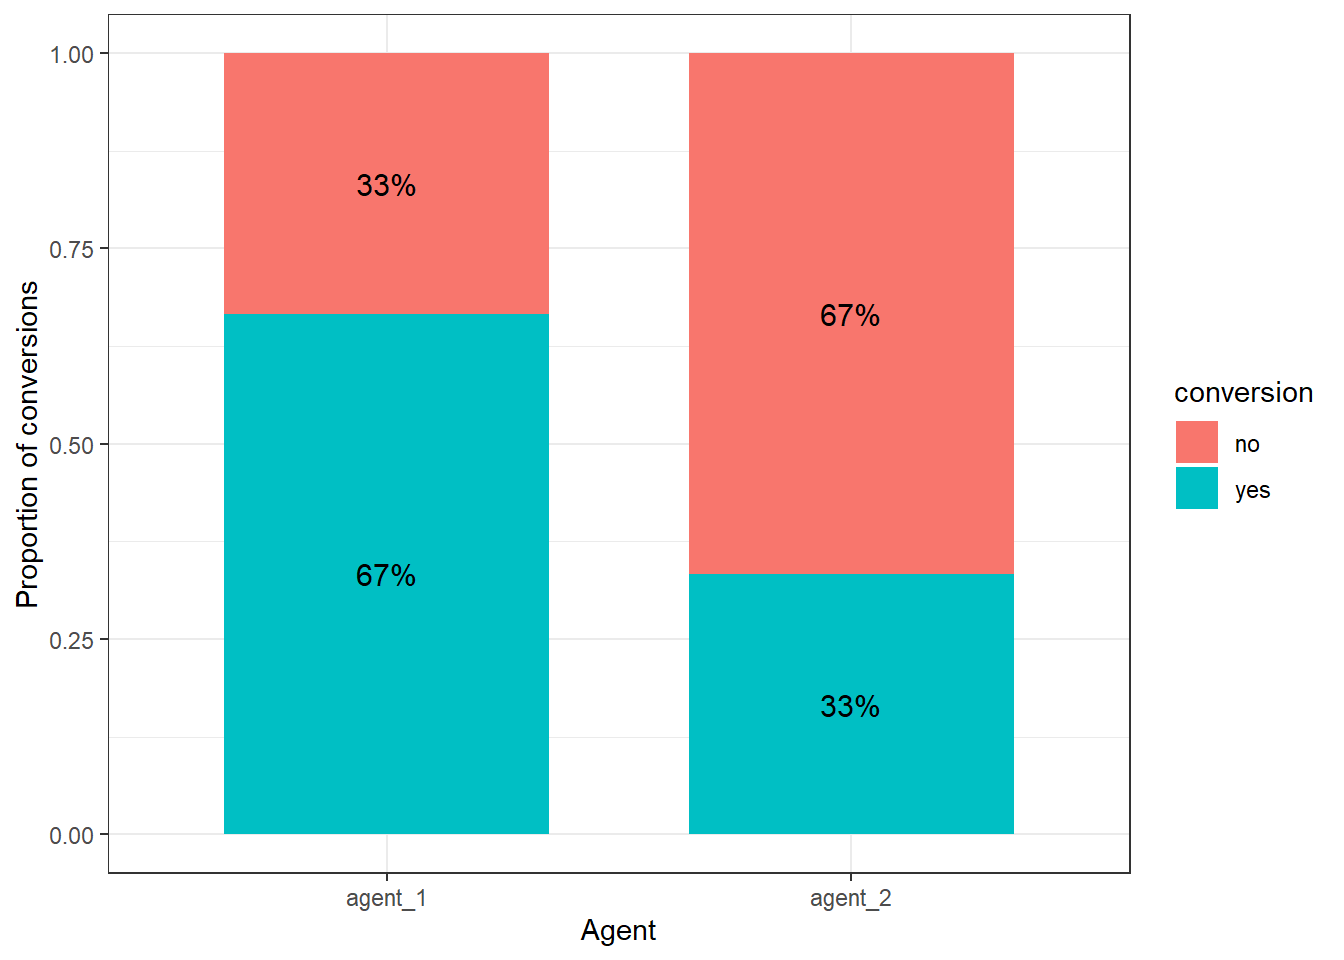 1.00
0.75
0.50
0.25
0.00
Proportion of conversions
33%
67%
67%
33%
agent_1
agent_2
Agent
conversion
no
yes